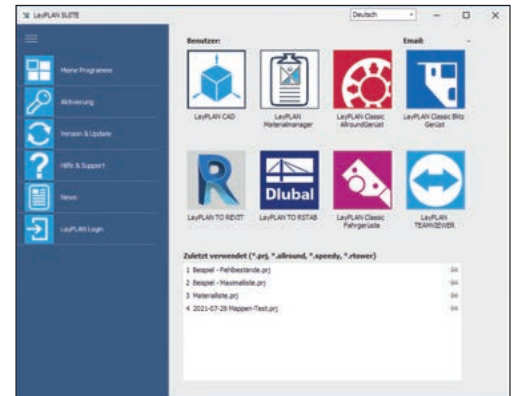 LayPLAN SUITE
Deutsch
Meine Programme
Aktivierung
Version & Update
Hilfe & Support
News
LayPLAN Login
Benutzer:
Email: -
LayPLAN CAD
LayPLAN
Materialmanager
LayPLAN Classic
AllroundGerüst
LayPLAN Classic Blitz
Gerüst
R
Dlubal
LayPLAN TO REVIT
LayPLAN TO RSTAB
LayPLAN Classic
Fahrgerüste
LayPLAN
TEAMVIEWER
Zuletzt verwendet (*.prj, *.allround, *.speedy, *.rtower)
1 Beispiel - Fehlbestände.prj
2 Beispiel - Maximalliste.prj
3 Materialliste.prj
4 2021-07-29 Mappen-Test.prj